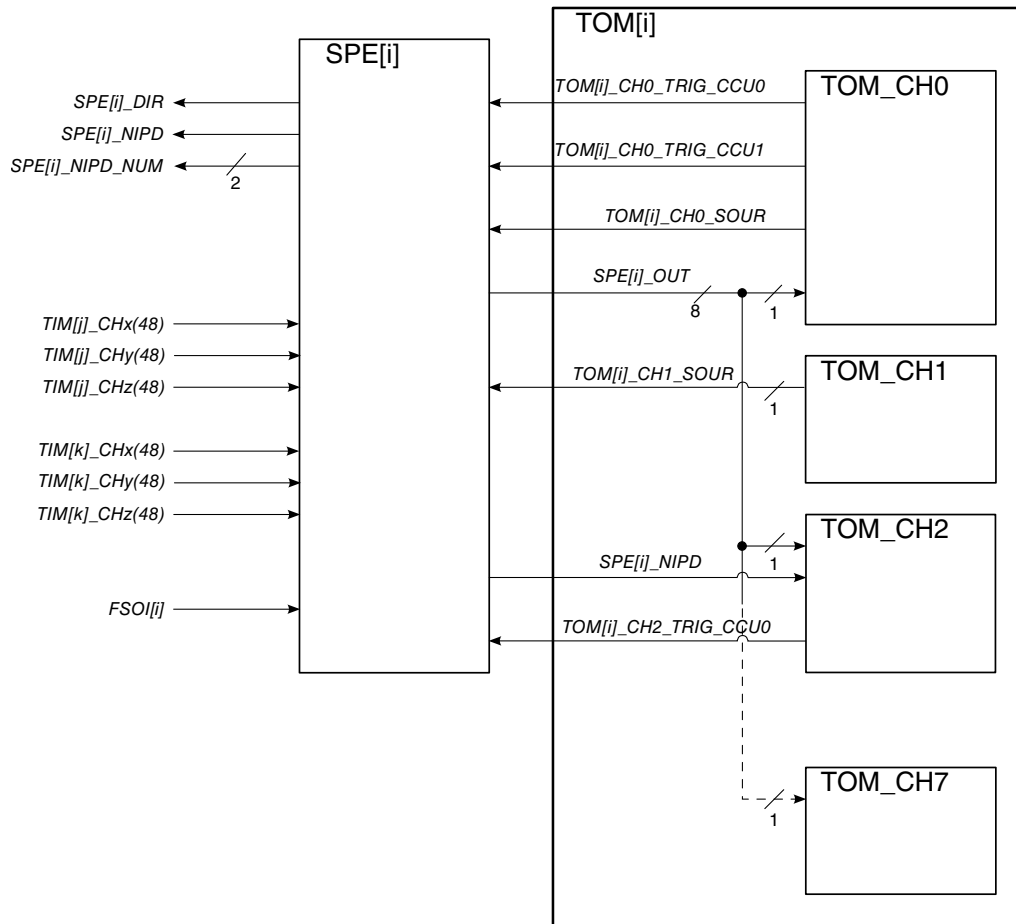 TOM[i]
SPE[i]
TOM_CH0
TOM[i]_CH0_TRIG_CCU0
SPE[i]_DIR
SPE[i]_NIPD
TOM[i]_CH0_TRIG_CCU1
SPE[i]_NIPD_NUM
2
TOM[i]_CH0_SOUR
SPE[i]_OUT
8
1
TIM[j]_CHx(48)
TIM[j]_CHy(48)
TIM[j]_CHz(48)
TOM[i]_CH1_SOUR
1
TOM_CH1
TIM[k]_CHx(48)
TIM[k]_CHy(48)
TIM[k]_CHz(48)
TOM_CH2
1
SPE[i]_NIPD
FSOI[i]
TOM[i]_CH2_TRIG_CCU0
TOM_CH7
1